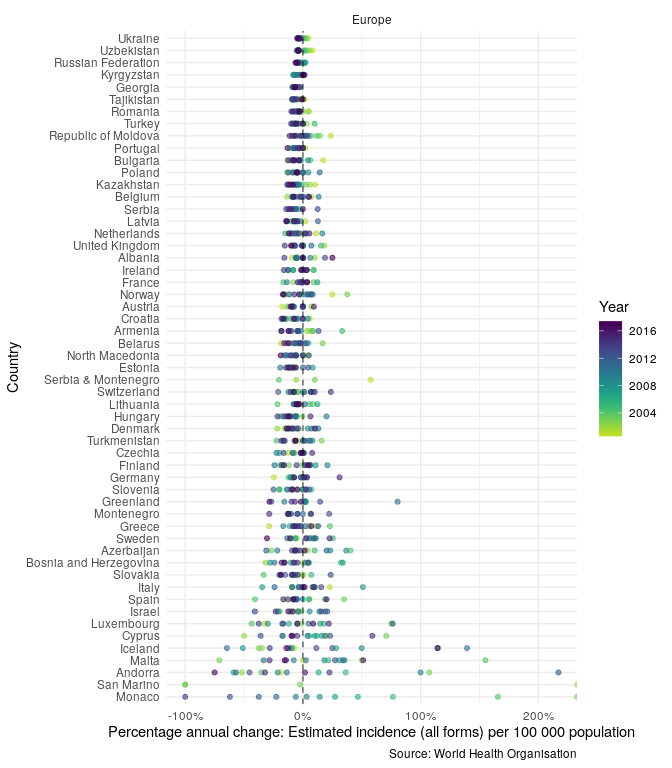 Europe
Ukraine
Uzbekistan
Russian Federation
Kyrgyzstan
Georgia
Tajikistan
Romania
Turkey
Republic of Moldova
Portugal
Bulgaria
Poland
Kazakhstan
Belgium
Serbia
Latvia
Netherlands
United Kingdom
Albania
Ireland
France
Norway
Austria
Croatia
Armenia
Belarus
North Macedonia
Estonia
Serbia & Montenegro
Switzerland
Lithuania
Hungary
Denmark
Turkmenistan
Czechia
Finland
Germany
Slovenia
Greenland
Montenegro
Greece
Sweden
Azerbaijan
Bosnia and Herzegovina
Slovakia
Italy
Spain
Israel
Luxembourg
Cyprus
Iceland
Malta
Andorra
San Marino
Monaco
Country
-100% 0% 100% 200%
Percentage annual change: Estimated incidence (all forms) per 100 000 population
Source: World Health Organisation
Year
2016
2012
2008
2004